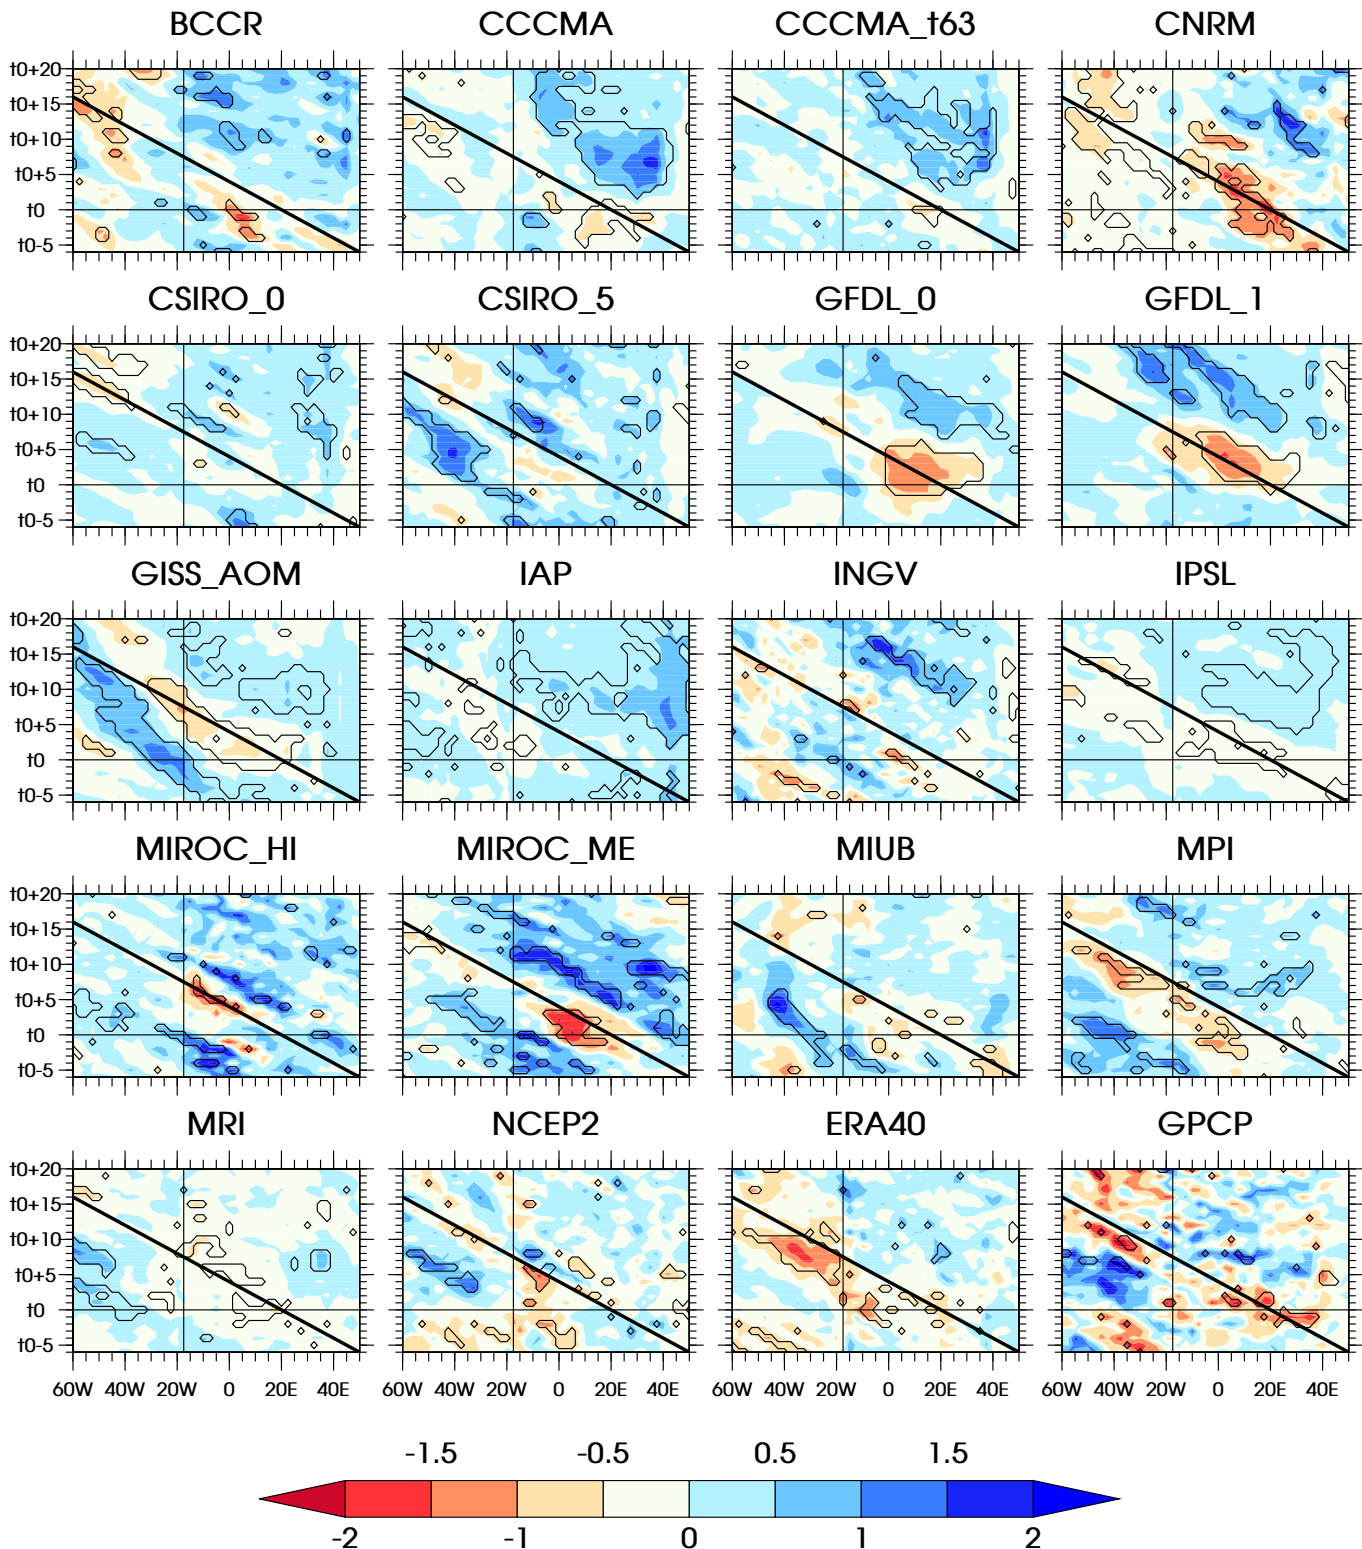 BCCR CCCMA CCCMA_t63 CNRM
t0+20
t0+15
t0+10
t0+5
t0
t0-5
CSIRO_0 CSIRO_5 GFDL_0 GFDL_1
t0+20
t0+15
t0+10
t0+5
t0
t0-5
GISS_AOM IAP INGV IPSL
t0+20
t0+15
t0+10
t0+5
t0
t0-5
MIROC_HI MIROC_ME MIUB MPI
t0+20
t0+15
t0+10
t0+5
t0
t0-5
MRI NCEP2 ERA40 GPCP
t0+20
t0+15
t0+10
t0+5
t0
t0-5
60W 40W 20W 0 20E 40E 60W 40W 20W 0 20E 40E 60W 40W 20W 0 20E 40E 60W 40W 20W 0 20E 40E
-1.5 -0.5 0.5 1.5
-2 -1 0 1 2